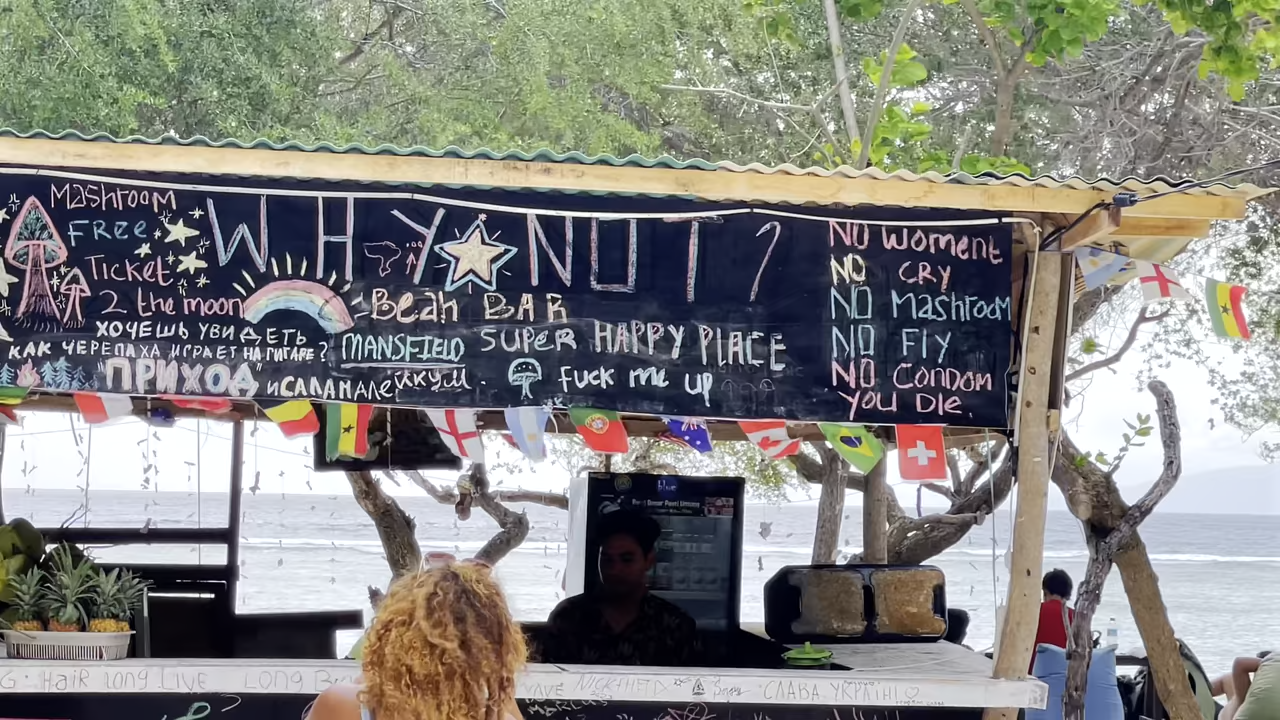 Mashroom
Free
Ticket
2 the moon
ХОЧЕШЬ УВИДЕТЬ
КАК ЧЕРЕПАХА ИГРАЕТ НА ГИТАРЕ?
"ПРИХОД"
WHY NOT?
Beah BAR
MANSFIELD SUPER HAPPY PLACE
FUCK me UP
NO WOMENT
NO CRY
NO MASHROOM
NO FLY
NO CONDOM
YOU DIE.
blue
HAIR LONG LIVE LONG
СЛАВА УКРАЇНІ